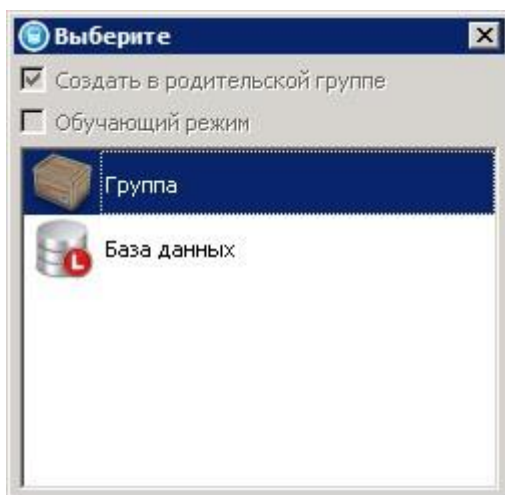 Выберите
Создать в родительской группе
Обучающий режим
Группа
L
База данных